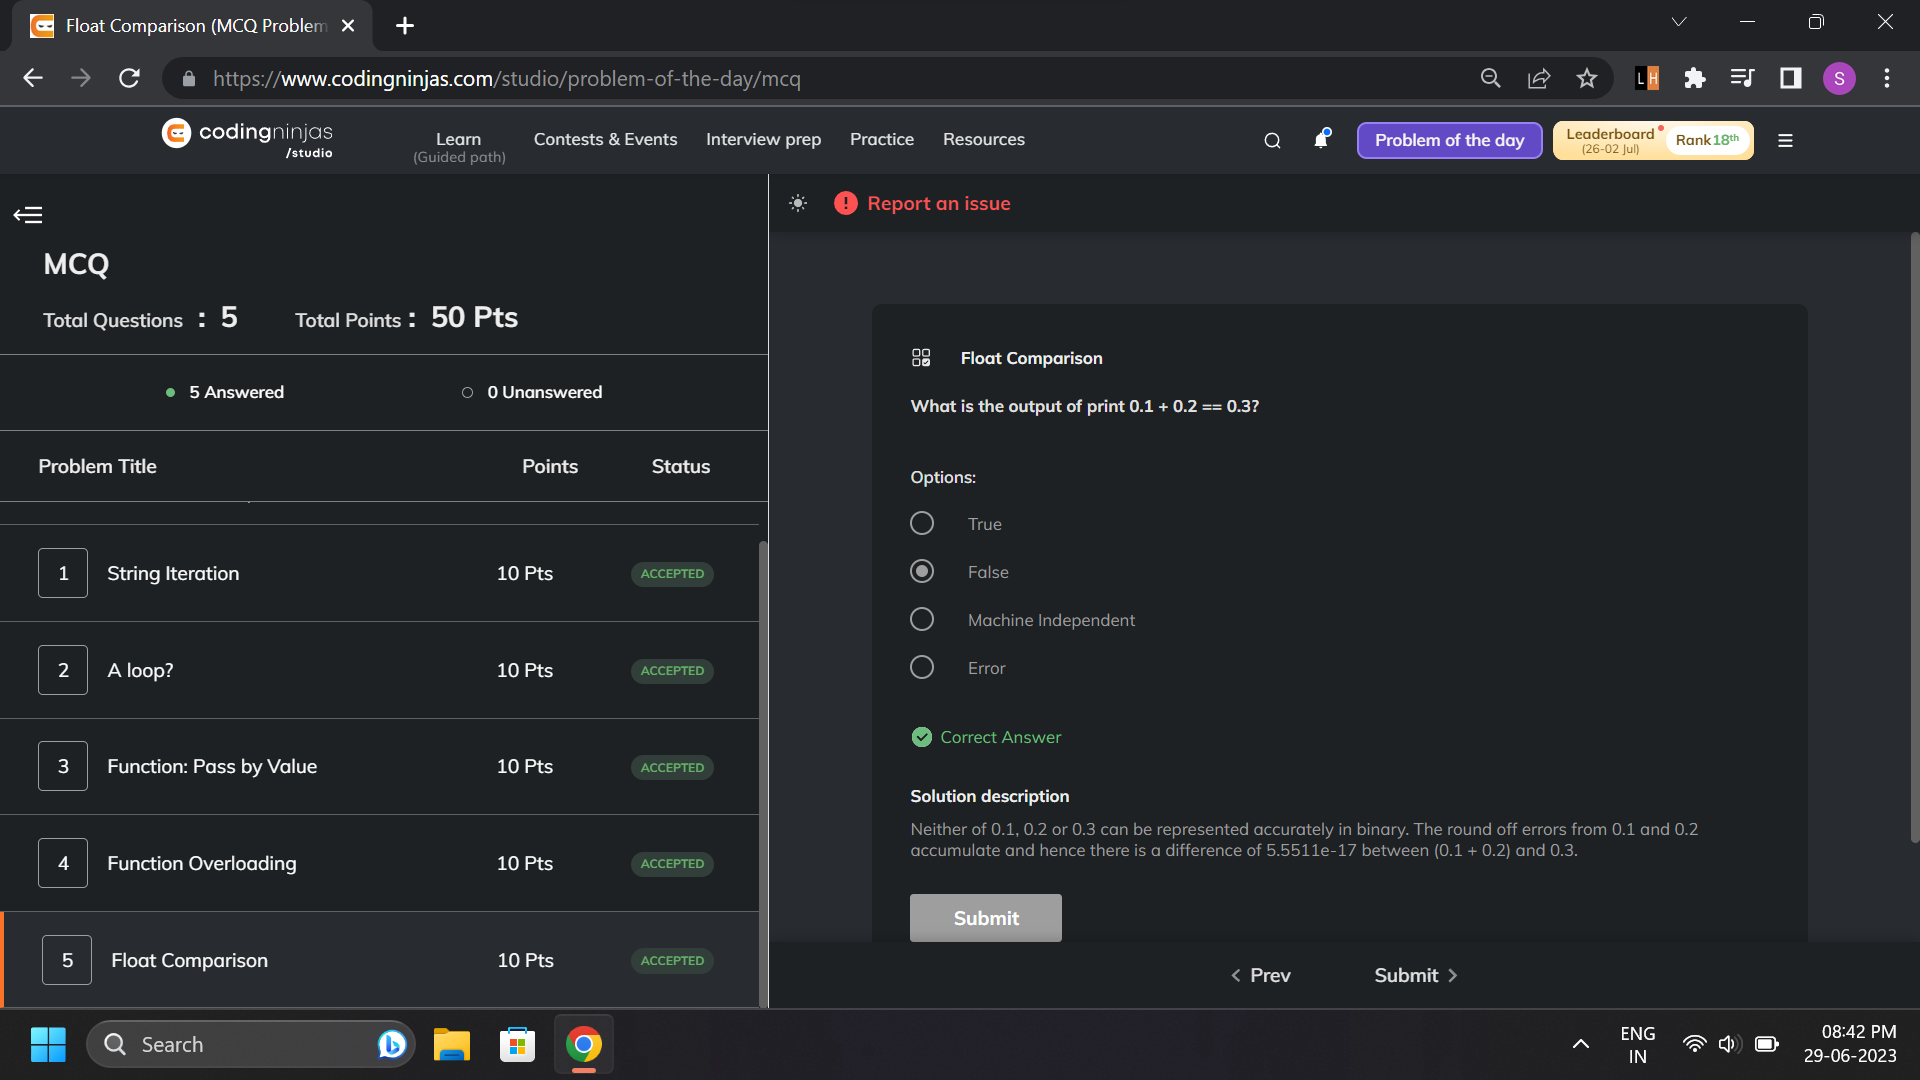 Float Comparison (MCQ Problem
https://www.codingninjas.com/studio/problem-of-the-day/mcq
L H
S
codingninjas
/studio
Learn
(Guided path)
Contests & Events
Interview prep
Practice
Resources
Problem of the day
Leaderboard
(26-02 Jul)
Rank 18th
Report an issue
MCQ
Total Questions : 5
Total Points : 50 Pts
5 Answered
0 Unanswered
Problem Title Points Status
1 String Iteration 10 Pts ACCEPTED
2 A loop? 10 Pts ACCEPTED
3 Function: Pass by Value 10 Pts ACCEPTED
4 Function Overloading 10 Pts ACCEPTED
5 Float Comparison 10 Pts ACCEPTED
Float Comparison
What is the output of print 0.1 + 0.2 == 0.3?
Options:
True
False
Machine Independent
Error
Correct Answer
Solution description
Neither of 0.1, 0.2 or 0.3 can be represented accurately in binary. The round off errors from 0.1 and 0.2
accumulate and hence there is a difference of 5.5511e-17 between (0.1 + 0.2) and 0.3.
Submit
Prev
Submit
Search
ENG
IN
08:42 PM
29-06-2023